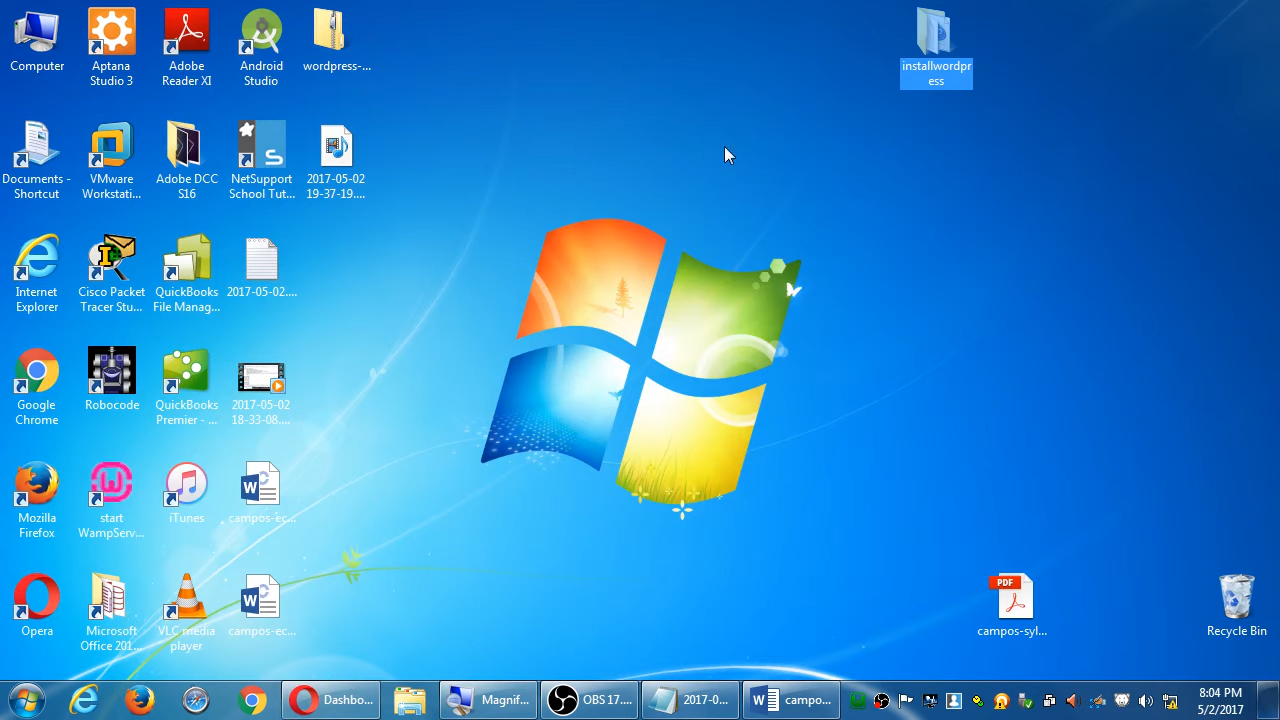 Computer
Aptana
Studio 3
Adobe
Reader XI
Android
Studio
wordpress-...
installwordpr
ess
Documents -
Shortcut
VMware
Workstati...
Adobe DCC
S16
NetSupport
School Tut...
2017-05-02
19-37-19....
Internet
Explorer
Cisco Packet
Tracer Stu...
QuickBooks
File Manag...
2017-05-02....
Google
Chrome
Robocode
QuickBooks
Premier - ...
2017-05-02
18-33-08....
Mozilla
Firefox
start
WampServ...
iTunes
campos-ec...
Opera
Microsoft
Office 201...
VLC media
player
campos-ec...
PDF
campos-syl...
Recycle Bin
Dashbo...
Magnif...
OBS 17....
2017-0...
campo...
8:04 PM
5/2/2017